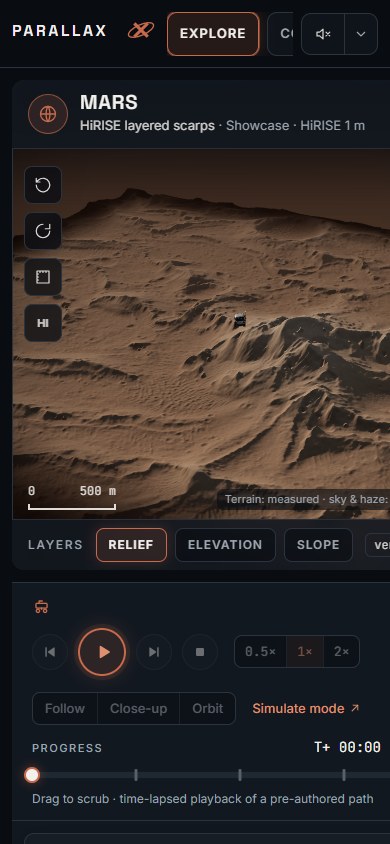 PARALLAX
EXPLORE
MARS
HiRISE layered scarps · Showcase · HiRISE 1 m
HI
0 500 m
Terrain: measured · sky & haze:
LAYERS RELIEF ELEVATION SLOPE
0.5× 1× 2×
Follow Close-up Orbit Simulate mode ↗
PROGRESS T+ 00:00
Drag to scrub · time-lapsed playback of a pre-authored path